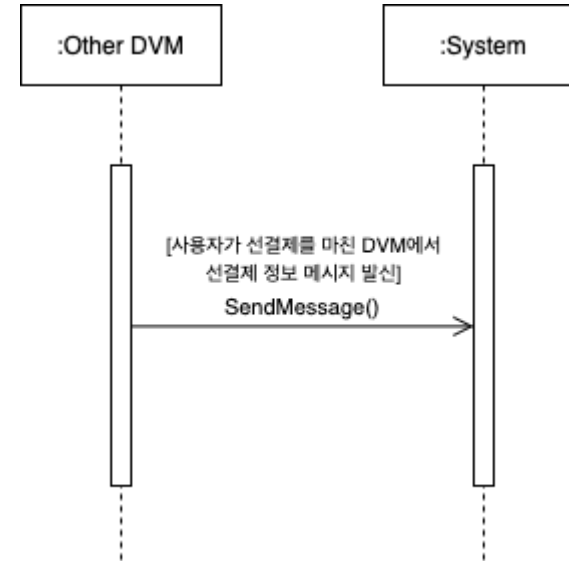 :Other DVM
:System
[사용자가 선결제를 마친 DVM에서
선결제 정보 메시지 발신]
SendMessage()